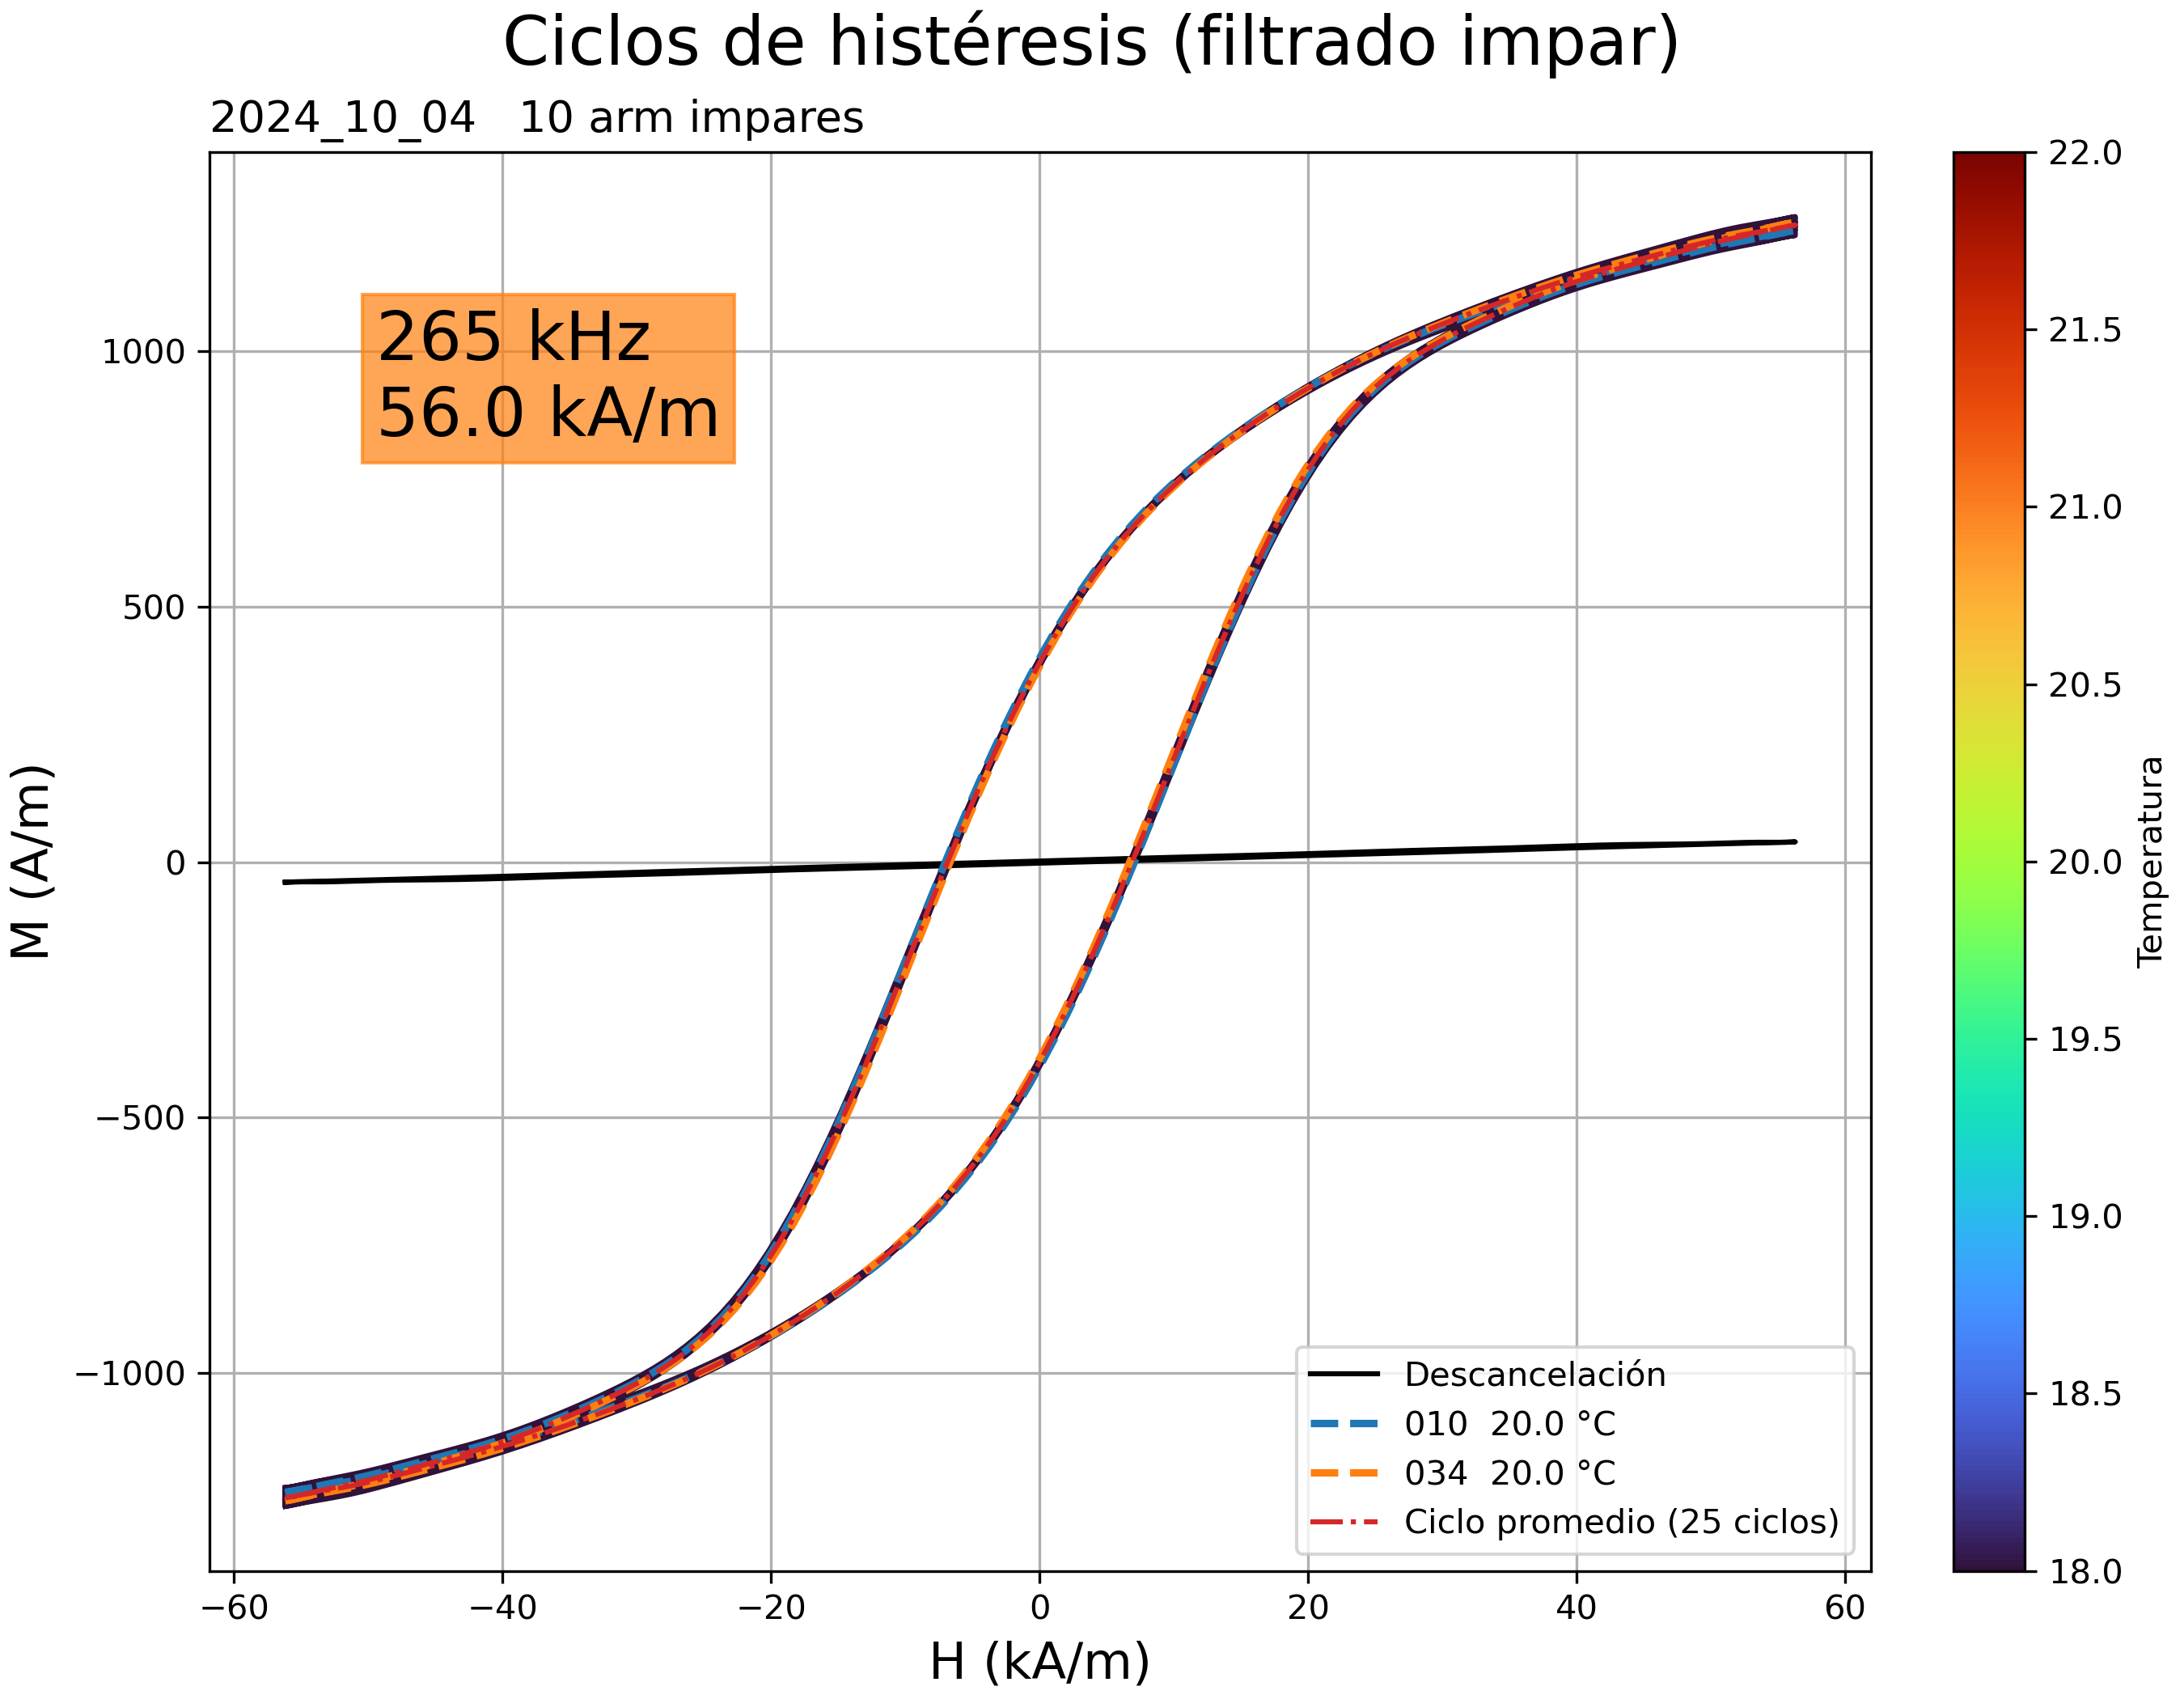 Ciclos de histéresis (filtrado impar)
2024_10_04   10 arm impares
265 kHz
56.0 kA/m
M (A/m)
1000
500
0
−500
−1000
−60
−40
−20
0
20
40
60
H (kA/m)
Descancelación
010  20.0 °C
034  20.0 °C
Ciclo promedio (25 ciclos)
22.0
21.5
21.0
20.5
20.0
19.5
19.0
18.5
18.0
Temperatura